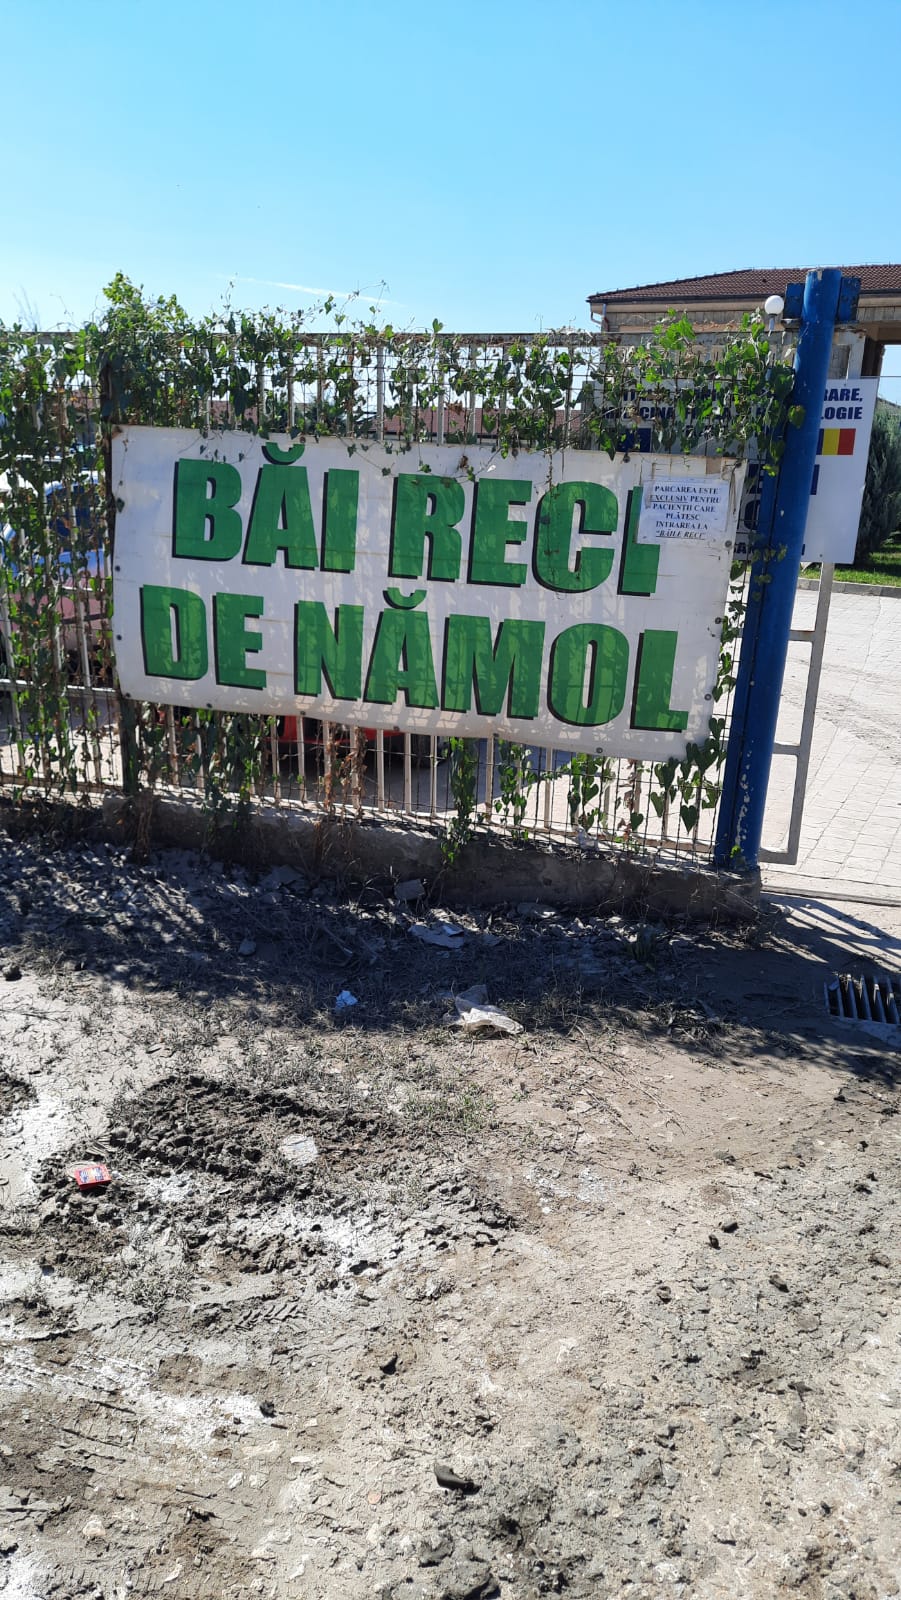 BĂI RECI
DE NĂMOL
PARCAREA ESTE
EXCLUSIV PENTRU
PACIENȚII CARE
PLĂTESC
INTRAREA LA
"BĂILE RECI"